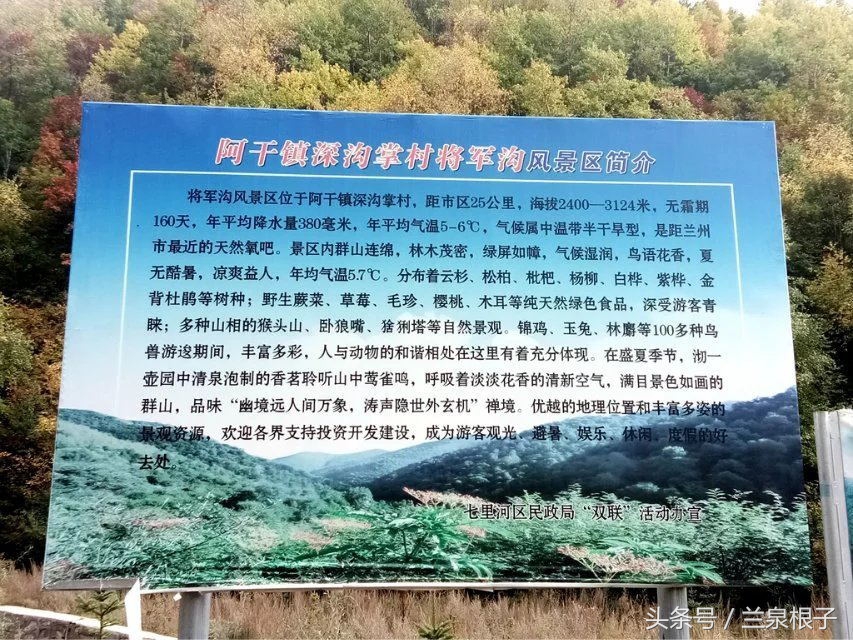 阿干镇深沟掌村将军沟风景区简介
将军沟风景区位于阿干镇深沟掌村，距市区25公里，海拔2400—3124米，无霜期
160天，年平均降水量380毫米，年平均气温5-6℃，气候属中温带半干旱型，是距兰州
市最近的天然氧吧。景区内群山连绵，林木茂密，绿屏如幛，气候湿润，鸟语花香，夏
无酷暑，凉爽益人，年均气温5.7℃。分布着云杉、松柏、枇杷、杨柳、白桦、紫桦、金
背杜鹃等树种；野生蕨菜、草莓、毛珍、樱桃、木耳等纯天然绿色食品，深受游客青
睐；多种山相的猴头山、卧狼嘴、猞猁塔等自然景观。锦鸡、玉兔、林麝等100多种鸟
兽游逡期间，丰富多彩，人与动物的和谐相处在这里有着充分体现。在盛夏季节，沏一
壶园中清泉泡制的香茗聆听山中莺雀鸣，呼吸着淡淡花香的清新空气，满目景色如画的
群山，品味“幽境远人间万象，涛声隐世外玄机”禅境。优越的地理位置和丰富多姿的
景观资源，欢迎各界支持投资开发建设，成为游客观光、避暑、娱乐、休闲、度假的好
去处。
七里河区民政局“双联”活动办宣
头条号 / 兰泉根子